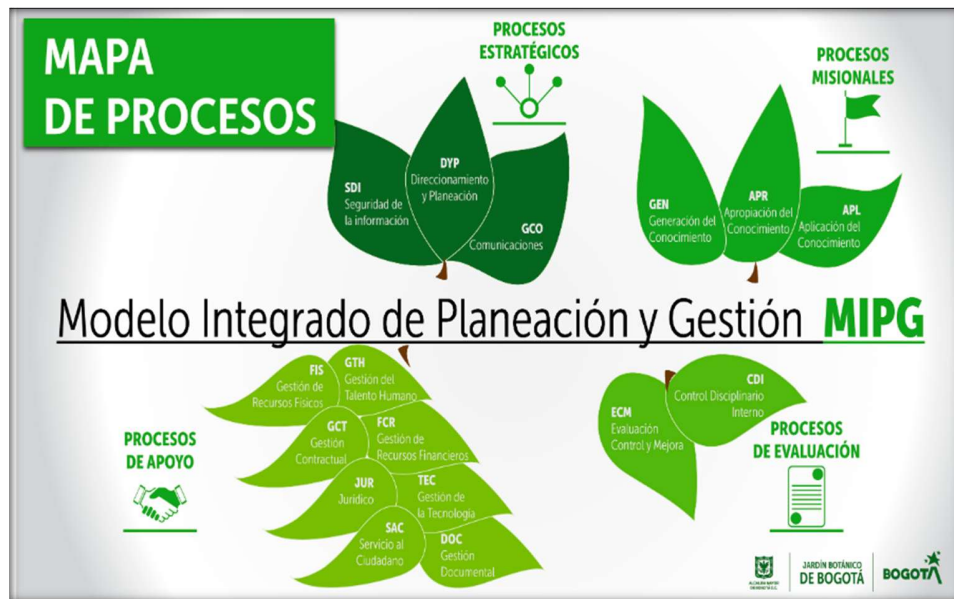 MAPA
DE PROCESOS
PROCESOS
ESTRATÉGICOS
SDI
Seguridad de
la información
DYP
Direccionamiento
y Planeación
GCO
Comunicaciones
PROCESOS
MISIONALES
GEN
Generación del
Conocimiento
APR
Apropiación del
Conocimiento
APL
Aplicación del
Conocimiento
Modelo Integrado de Planeación y Gestión MIPG
PROCESOS
DE APOYO
FIS
Gestión de
Recursos Físicos
GTH
Gestión del
Talento Humano
GCT
Gestión
Contractual
FCR
Gestión de
Recursos Financieros
JUR
Jurídico
TEC
Gestión de
la Tecnología
SAC
Servicio al
Ciudadano
DOC
Gestión
Documental
ECM
Evaluación
Control y Mejora
CDI
Control Disciplinario
Interno
PROCESOS
DE EVALUACIÓN
ALCALDÍA MAYOR
DE BOGOTÁ D.C.
JARDÍN BOTÁNICO
DE BOGOTÁ
BOGOTÁ